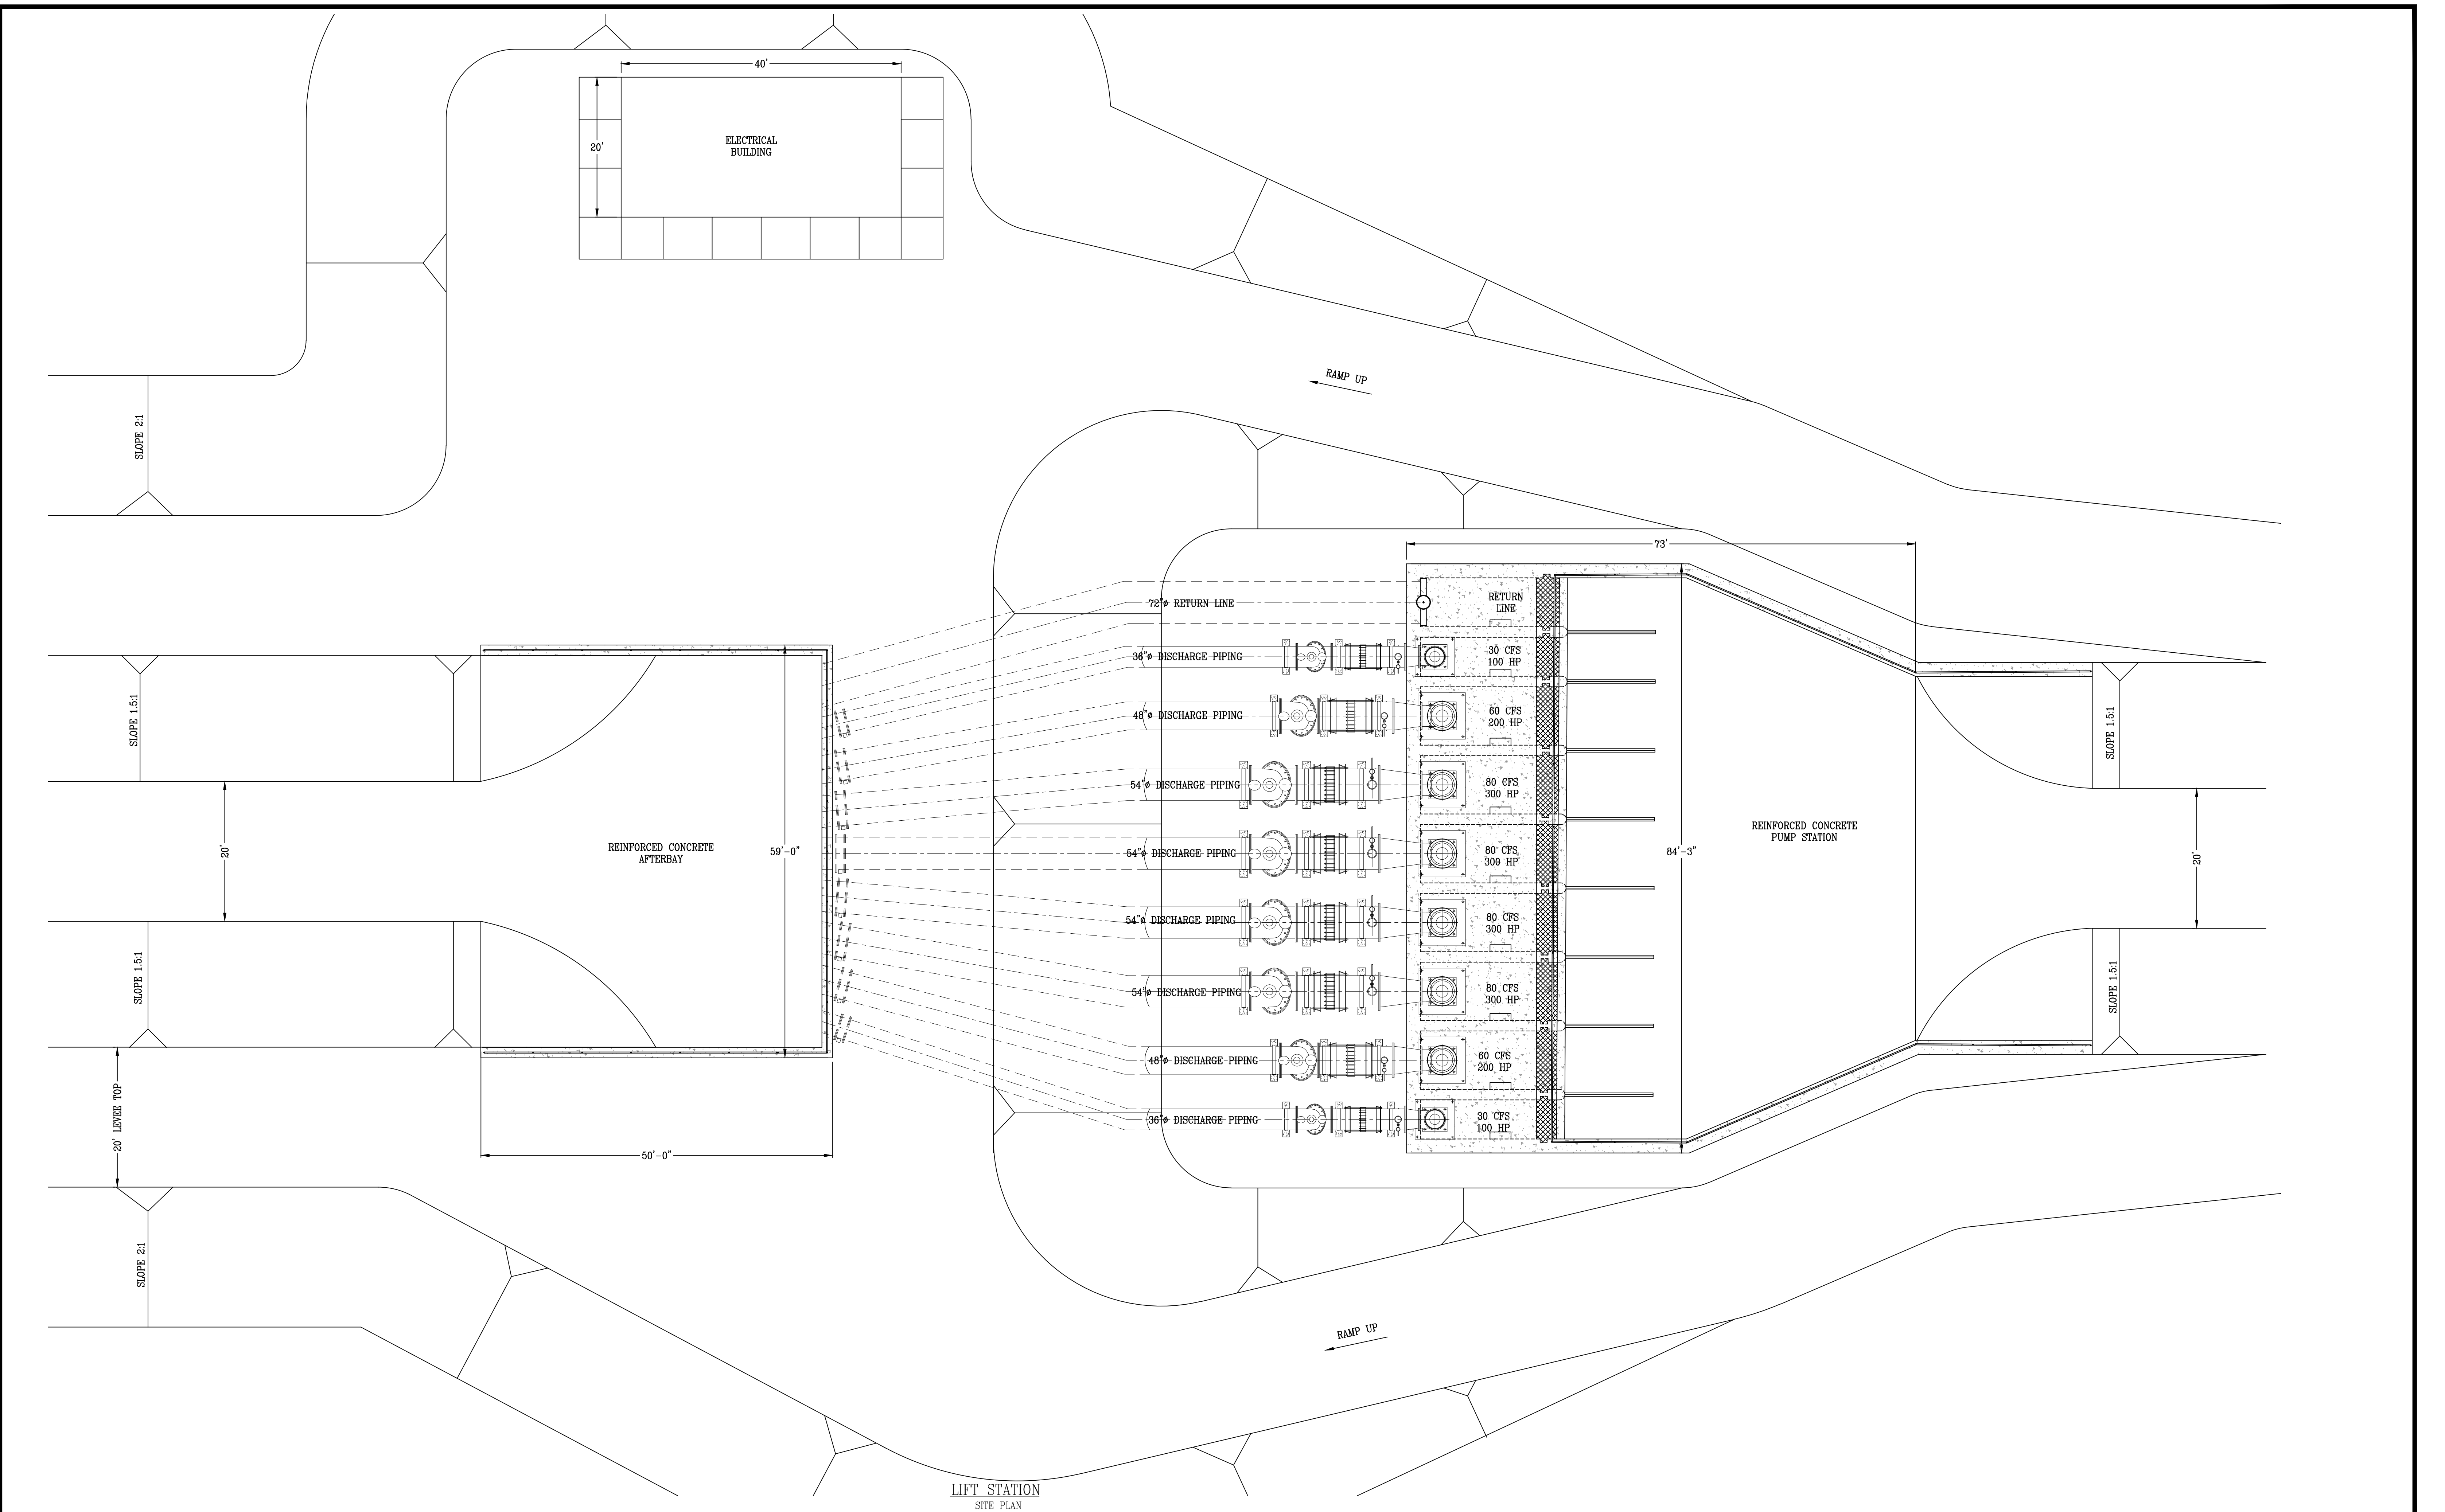 40'
20'
ELECTRICAL
BUILDING
RAMP UP
SLOPE 2:1
73'
72"ø RETURN LINE
RETURN
LINE
36"ø DISCHARGE PIPING
30 CFS
100 HP
48"ø DISCHARGE PIPING
60 CFS
200 HP
SLOPE 1.5:1
SLOPE 1.5:1
54"ø DISCHARGE PIPING
80 CFS
300 HP
20'
REINFORCED CONCRETE
AFTERBAY
59'-0"
54"ø DISCHARGE PIPING
80 CFS
300 HP
84'-3"
REINFORCED CONCRETE
PUMP STATION
20'
54"ø DISCHARGE PIPING
80 CFS
300 HP
SLOPE 1.5:1
54"ø DISCHARGE PIPING
80 CFS
300 HP
SLOPE 1.5:1
48"ø DISCHARGE PIPING
60 CFS
200 HP
20' LEVEE TOP
36"ø DISCHARGE PIPING
30 CFS
100 HP
50'-0"
SLOPE 2:1
RAMP UP
LIFT STATION
SITE PLAN